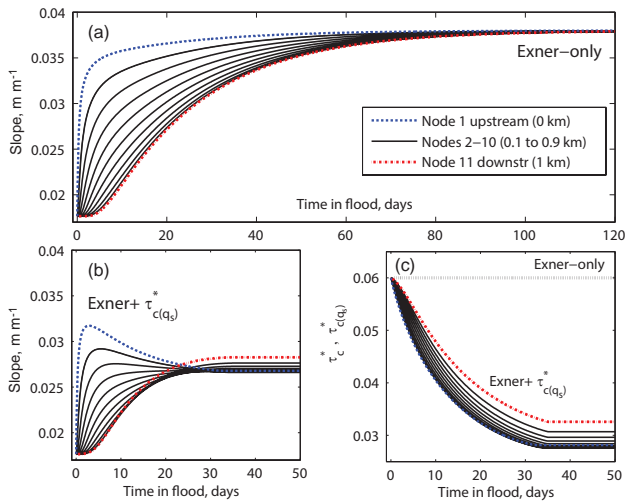 0.04
(a)
Exner−only
0.03
Slope, m m⁻¹
Node 1 upstream (0 km)
Nodes 2−10 (0.1 to 0.9 km)
Node 11 downstr (1 km)
0.02
Time in flood, days
0 20 40 60 80 100 120
0.04
(b)
Exner+ τ*c(qs)
0.035
0.03
Slope, m m⁻¹
0.025
0.02
0 10 20 30 40 50
Time in flood, days
(c)
Exner−only
0.06
0.05
τ*c , τ*c(qs)
Exner+ τ*c(qs)
0.04
0.03
0 10 20 30 40 50
Time in flood, days